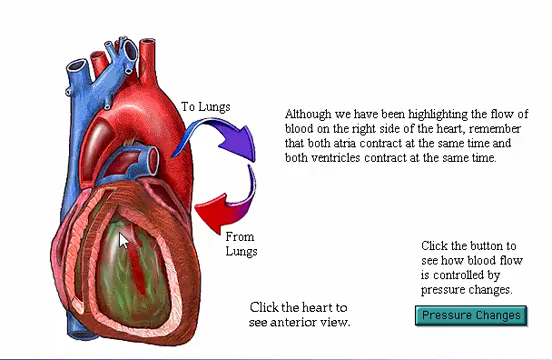 To Lungs
Although we have been highlighting the flow of
blood on the right side of the heart, remember
that both atria contract at the same time and
both ventricles contract at the same time.
From
Lungs
Click the heart to
see anterior view.
Click the button to
see how blood flow
is controlled by
pressure changes.
Pressure Changes